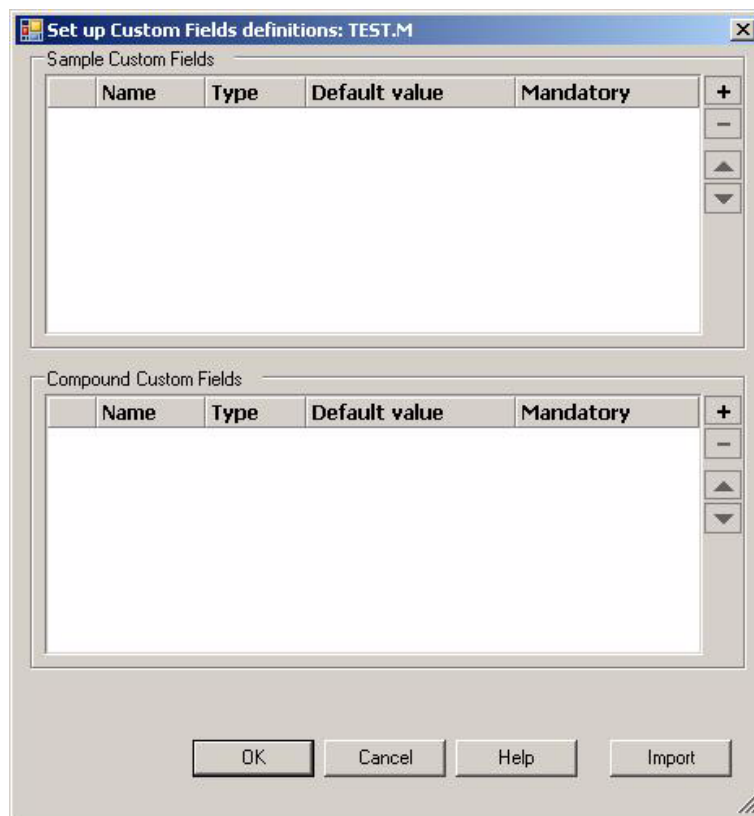 Set up Custom Fields definitions: TEST.M
Sample Custom Fields
Name Type Default value Mandatory
+
−
Compound Custom Fields
Name Type Default value Mandatory
+
−
OK Cancel Help Import